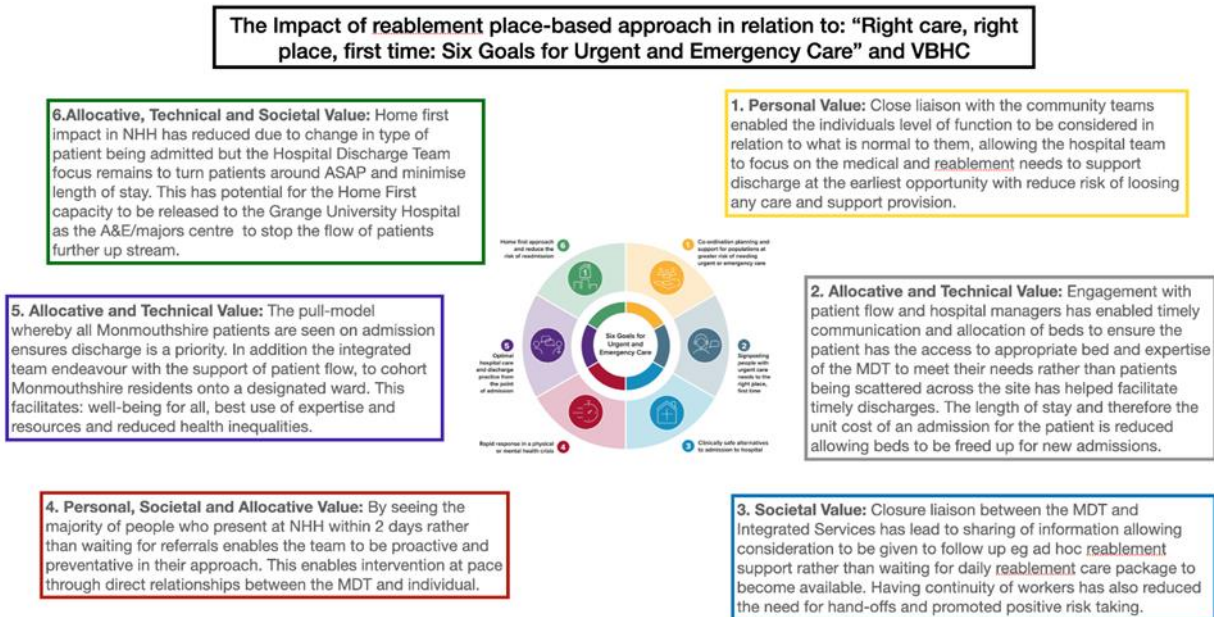 The Impact of reablement place-based approach in relation to: “Right care, right
place, first time: Six Goals for Urgent and Emergency Care” and VBHC
6.Allocative, Technical and Societal Value: Home first
impact in NHH has reduced due to change in type of
patient being admitted but the Hospital Discharge Team
focus remains to turn patients around ASAP and minimise
length of stay. This has potential for the Home First
capacity to be released to the Grange University Hospital
as the A&E/majors centre to stop the flow of patients
further up stream.
1. Personal Value: Close liaison with the community teams
enabled the individuals level of function to be considered in
relation to what is normal to them, allowing the hospital team
to focus on the medical and reablement needs to support
discharge at the earliest opportunity with reduce risk of loosing
any care and support provision.
5. Allocative and Technical Value: The pull-model
whereby all Monmouthshire patients are seen on admission
ensures discharge is a priority. In addition the integrated
team endeavour with the support of patient flow, to cohort
Monmouthshire residents onto a designated ward. This
facilitates: well-being for all, best use of expertise and
resources and reduced health inequalities.
Home first approach
and reduce the
risk of readmission
6
1
Co-ordination planning and
support for populations at
greater risk of needing
urgent or emergency care
1
5
Optimal
hospital care
and discharge
practice from
the point
of admission
Six Goals for
Urgent and
Emergency Care
2
Signposting
people with
urgent care
needs to the
right place,
first time
Rapid response in a physical
or mental health crisis
4
3
Clinically safe alternatives
to admission to hospital
2. Allocative and Technical Value: Engagement with
patient flow and hospital managers has enabled timely
communication and allocation of beds to ensure the
patient has the access to appropriate bed and expertise
of the MDT to meet their needs rather than patients
being scattered across the site has helped facilitate
timely discharges. The length of stay and therefore the
unit cost of an admission for the patient is reduced
allowing beds to be freed up for new admissions.
4. Personal, Societal and Allocative Value: By seeing the
majority of people who present at NHH within 2 days rather
than waiting for referrals enables the team to be proactive and
preventative in their approach. This enables intervention at pace
through direct relationships between the MDT and individual.
3. Societal Value: Closure liaison between the MDT and
Integrated Services has lead to sharing of information allowing
consideration to be given to follow up eg ad hoc reablement
support rather than waiting for daily reablement care package to
become available. Having continuity of workers has also reduced
the need for hand-offs and promoted positive risk taking.